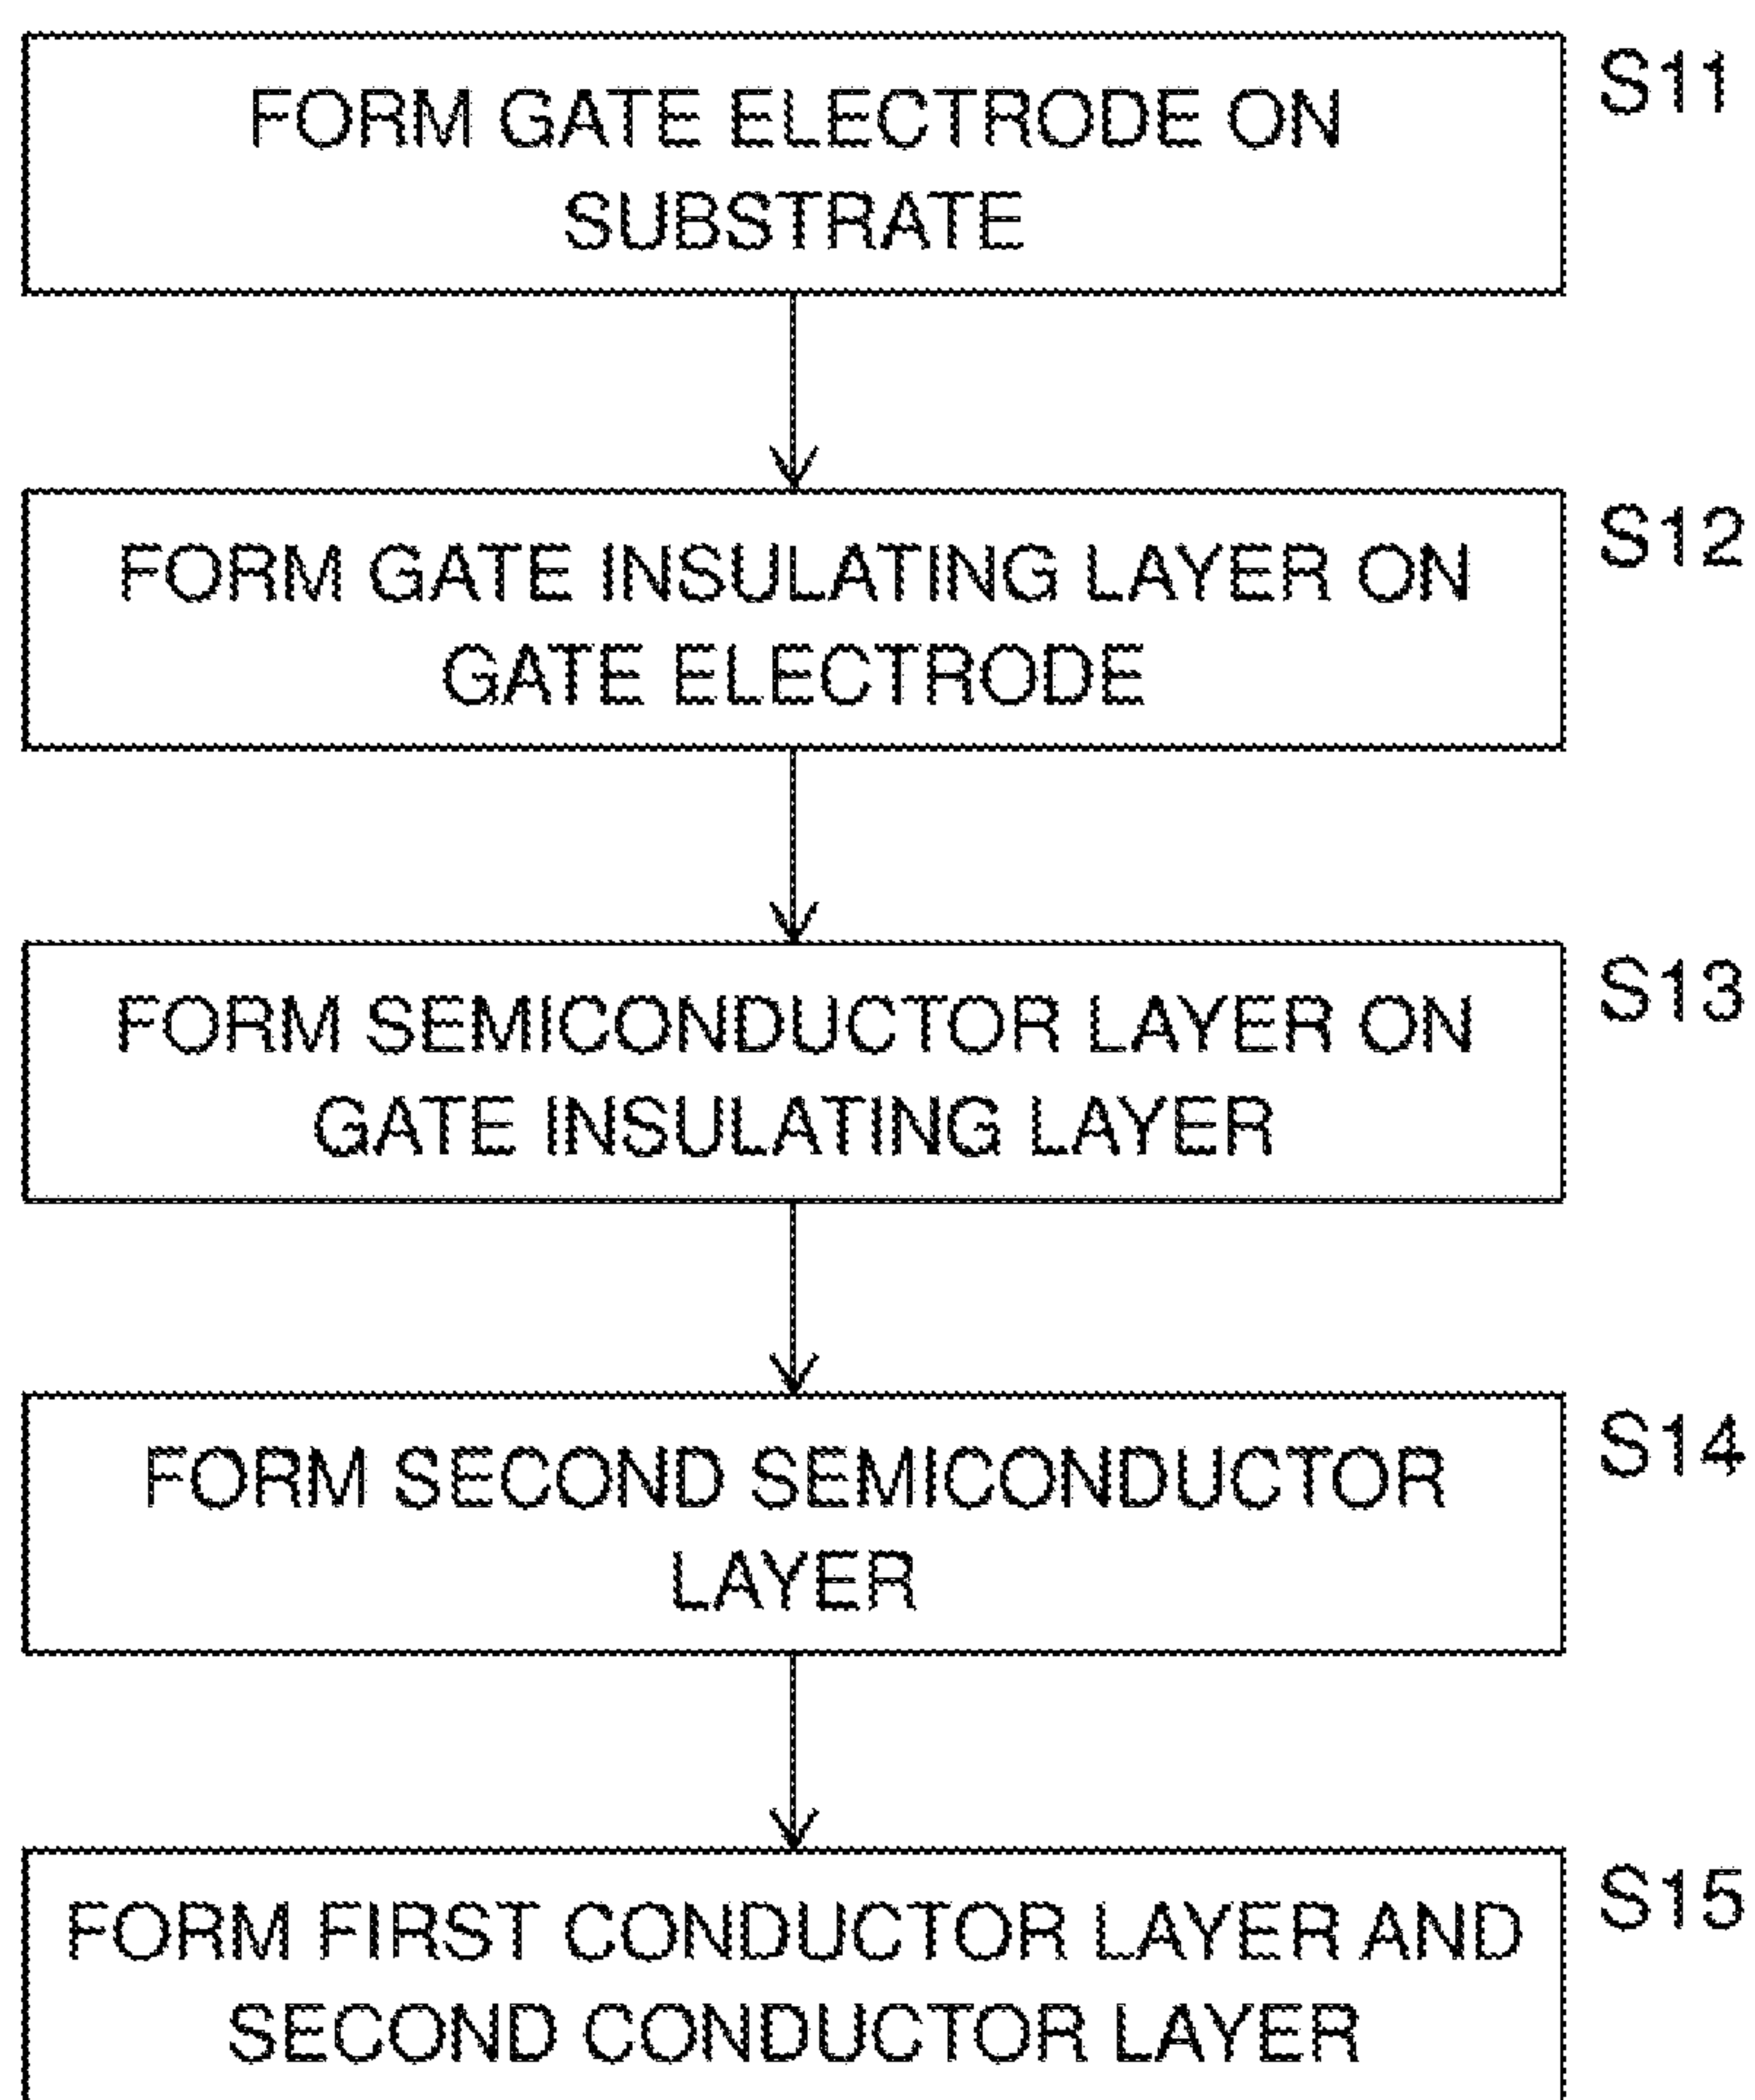 FORM GATE ELECTRODE ON
SUBSTRATE
S11
FORM GATE INSULATING LAYER ON
GATE ELECTRODE
S12
FORM SEMICONDUCTOR LAYER ON
GATE INSULATING LAYER
S13
FORM SECOND SEMICONDUCTOR
LAYER
S14
FORM FIRST CONDUCTOR LAYER AND
SECOND CONDUCTOR LAYER
S15